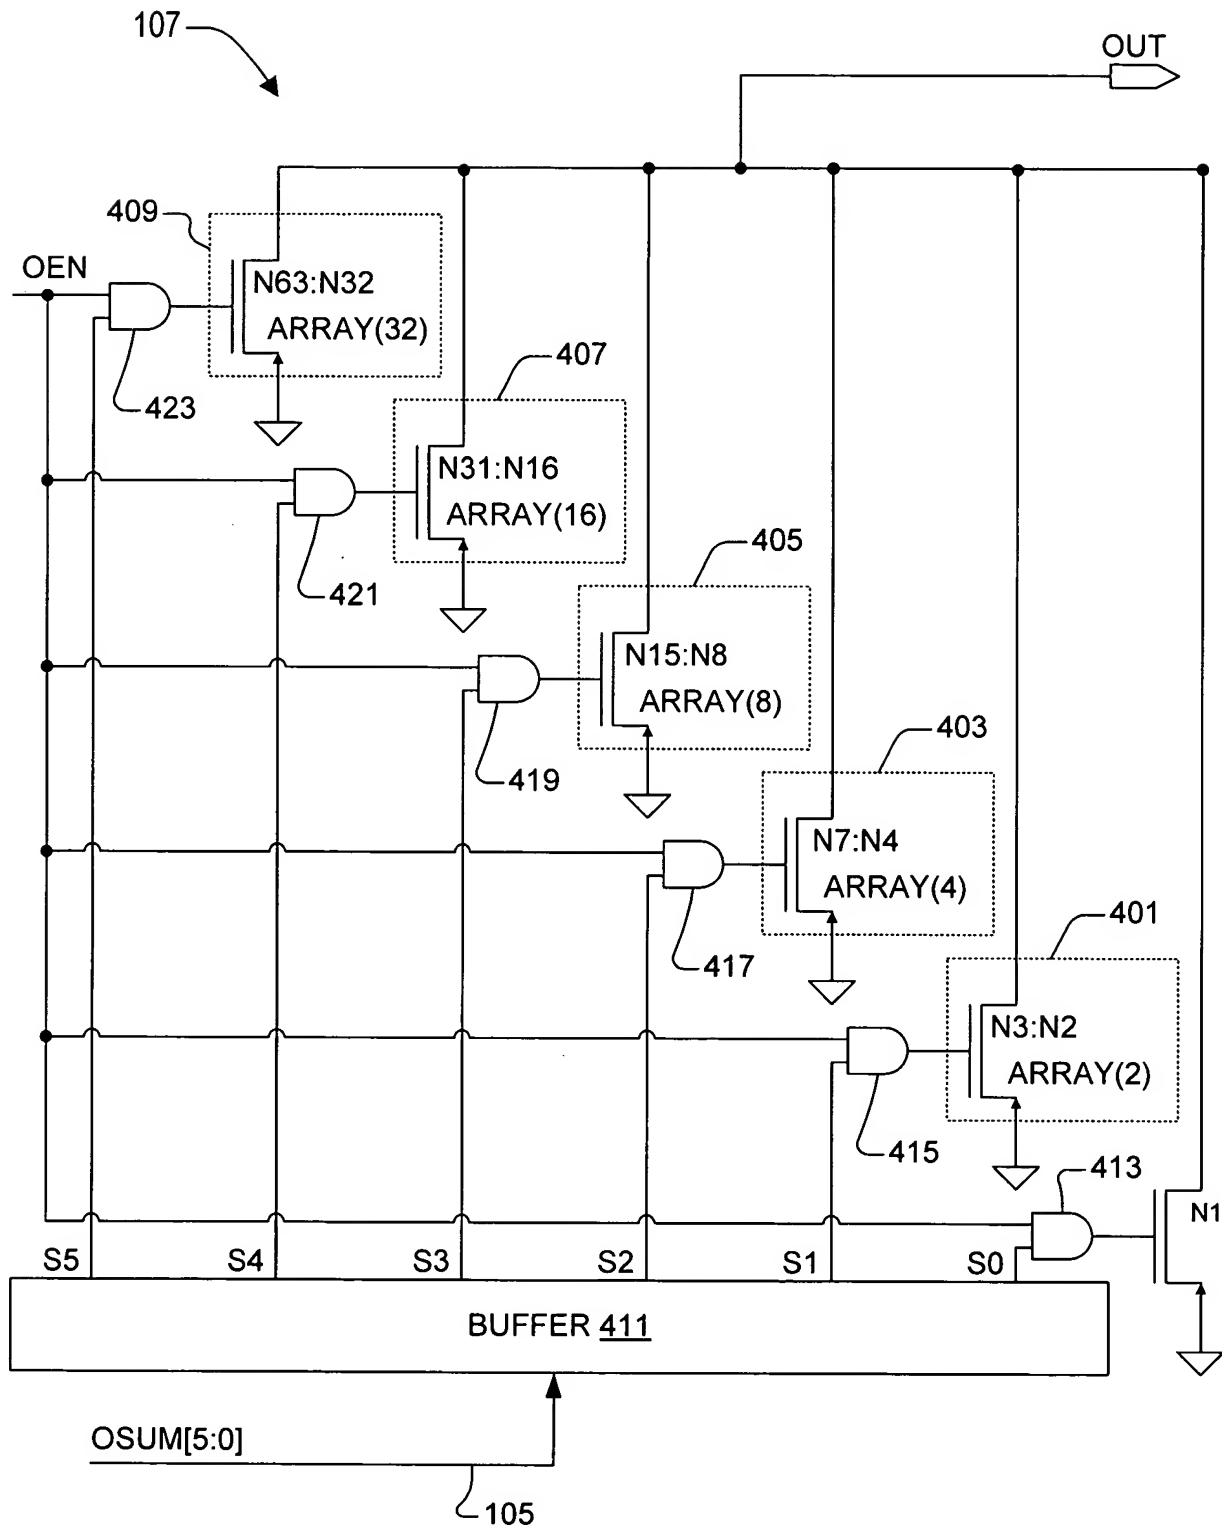 107
OUT
409
OEN
N63:N32
ARRAY(32)
407
423
N31:N16
ARRAY(16)
405
421
N15:N8
ARRAY(8)
403
419
N7:N4
ARRAY(4)
401
417
N3:N2
ARRAY(2)
415
413
N1
S5
S4
S3
S2
S1
S0
BUFFER 411
OSUM[5:0]
105